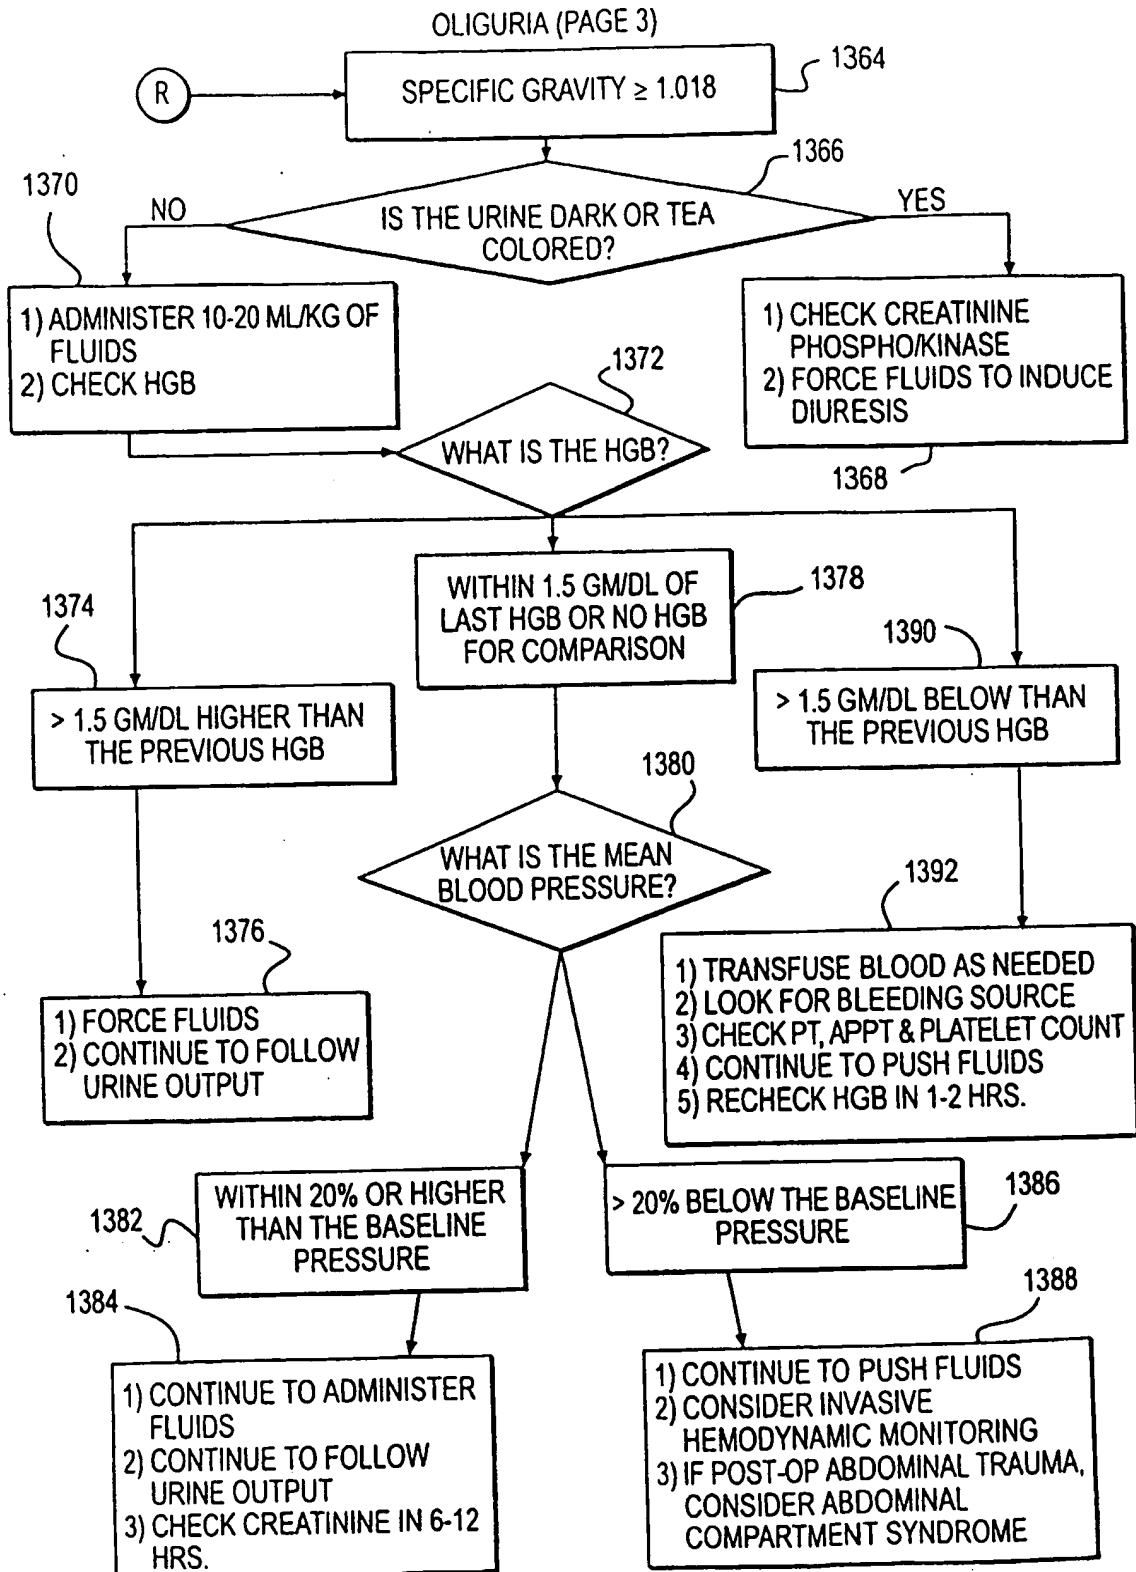 OLIGURIA (PAGE 3)
R
SPECIFIC GRAVITY ≥ 1.018
1364
1366
IS THE URINE DARK OR TEA
COLORED?
NO
YES
1370
1) ADMINISTER 10-20 ML/KG OF
FLUIDS
2) CHECK HGB
1) CHECK CREATININE
PHOSPHO/KINASE
2) FORCE FLUIDS TO INDUCE
DIURESIS
1368
1372
WHAT IS THE HGB?
1374
> 1.5 GM/DL HIGHER THAN
THE PREVIOUS HGB
WITHIN 1.5 GM/DL OF
LAST HGB OR NO HGB
FOR COMPARISON
1378
1390
> 1.5 GM/DL BELOW THAN
THE PREVIOUS HGB
1380
WHAT IS THE MEAN
BLOOD PRESSURE?
1376
1) FORCE FLUIDS
2) CONTINUE TO FOLLOW
URINE OUTPUT
1392
1) TRANSFUSE BLOOD AS NEEDED
2) LOOK FOR BLEEDING SOURCE
3) CHECK PT, APPT & PLATELET COUNT
4) CONTINUE TO PUSH FLUIDS
5) RECHECK HGB IN 1-2 HRS.
1382
WITHIN 20% OR HIGHER
THAN THE BASELINE
PRESSURE
> 20% BELOW THE BASELINE
PRESSURE
1386
1384
1) CONTINUE TO ADMINISTER
FLUIDS
2) CONTINUE TO FOLLOW
URINE OUTPUT
3) CHECK CREATININE IN 6-12
HRS.
1388
1) CONTINUE TO PUSH FLUIDS
2) CONSIDER INVASIVE
HEMODYNAMIC MONITORING
3) IF POST-OP ABDOMINAL TRAUMA,
CONSIDER ABDOMINAL
COMPARTMENT SYNDROME